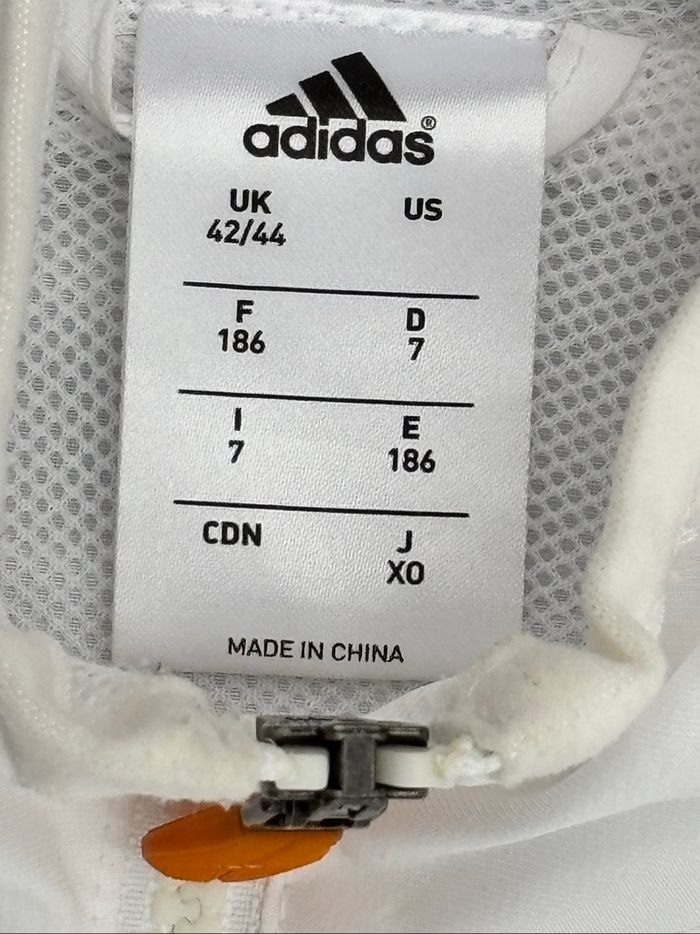 adidas®
UK US
42/44
F D
186 7
I E
7 186
CDN J
XO
MADE IN CHINA